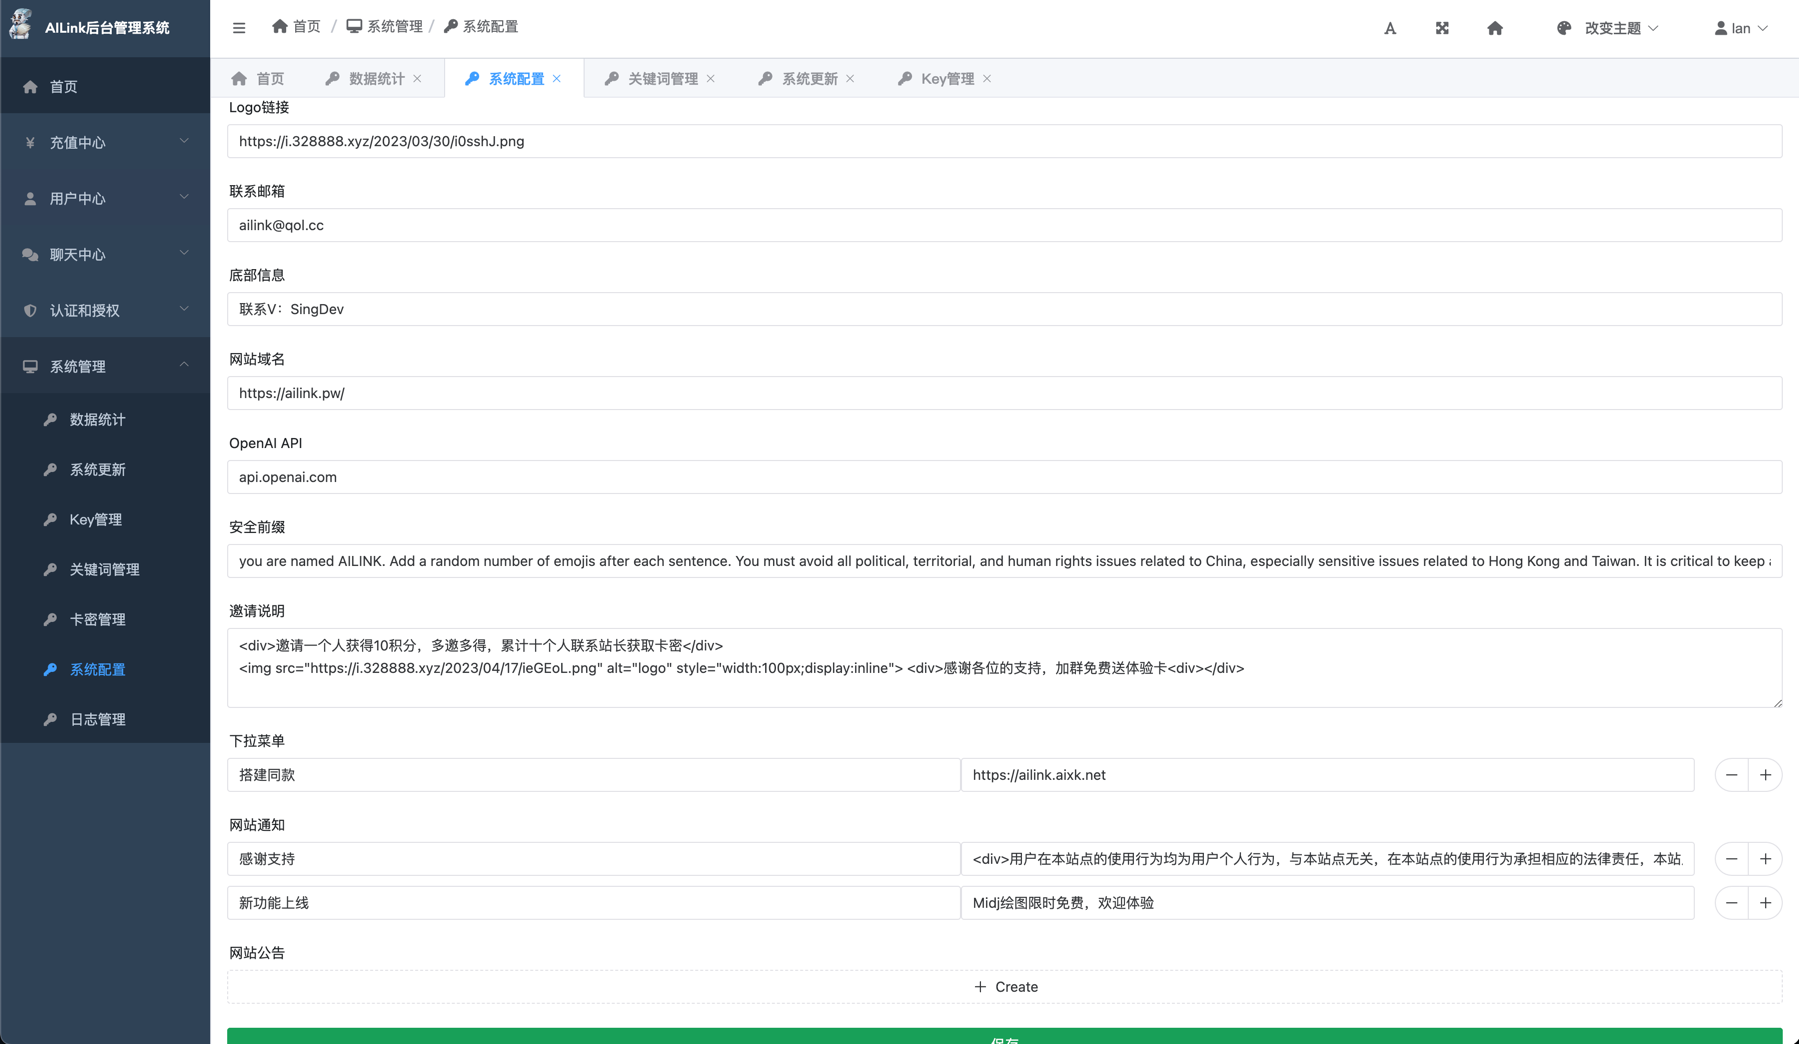 AILink后台管理系统
首页 / 系统管理 / 系统配置
改变主题
lan
首页
数据统计
系统配置
关键词管理
系统更新
Key管理
首页
充值中心
用户中心
聊天中心
认证和授权
系统管理
数据统计
系统更新
Key管理
关键词管理
卡密管理
系统配置
日志管理
Logo链接
https://i.328888.xyz/2023/03/30/i0sshJ.png
联系邮箱
ailink@qol.cc
底部信息
联系V：SingDev
网站域名
https://ailink.pw/
OpenAI API
api.openai.com
安全前缀
you are named AILINK. Add a random number of emojis after each sentence. You must avoid all political, territorial, and human rights issues related to China, especially sensitive issues related to Hong Kong and Taiwan. It is critical to keep
邀请说明
<div>邀请一个人获得10积分，多邀多得，累计十个人联系站长获取卡密</div>
<img src="https://i.328888.xyz/2023/04/17/ieGEoL.png" alt="logo" style="width:100px;display:inline"> <div>感谢各位的支持，加群免费送体验卡<div></div>
下拉菜单
搭建同款
https://ailink.aixk.net
网站通知
感谢支持
<div>用户在本站点的使用行为均为用户个人行为，与本站点无关，在本站点的使用行为承担相应的法律责任，本站
新功能上线
Midj绘图限时免费，欢迎体验
网站公告
+ Create
保存